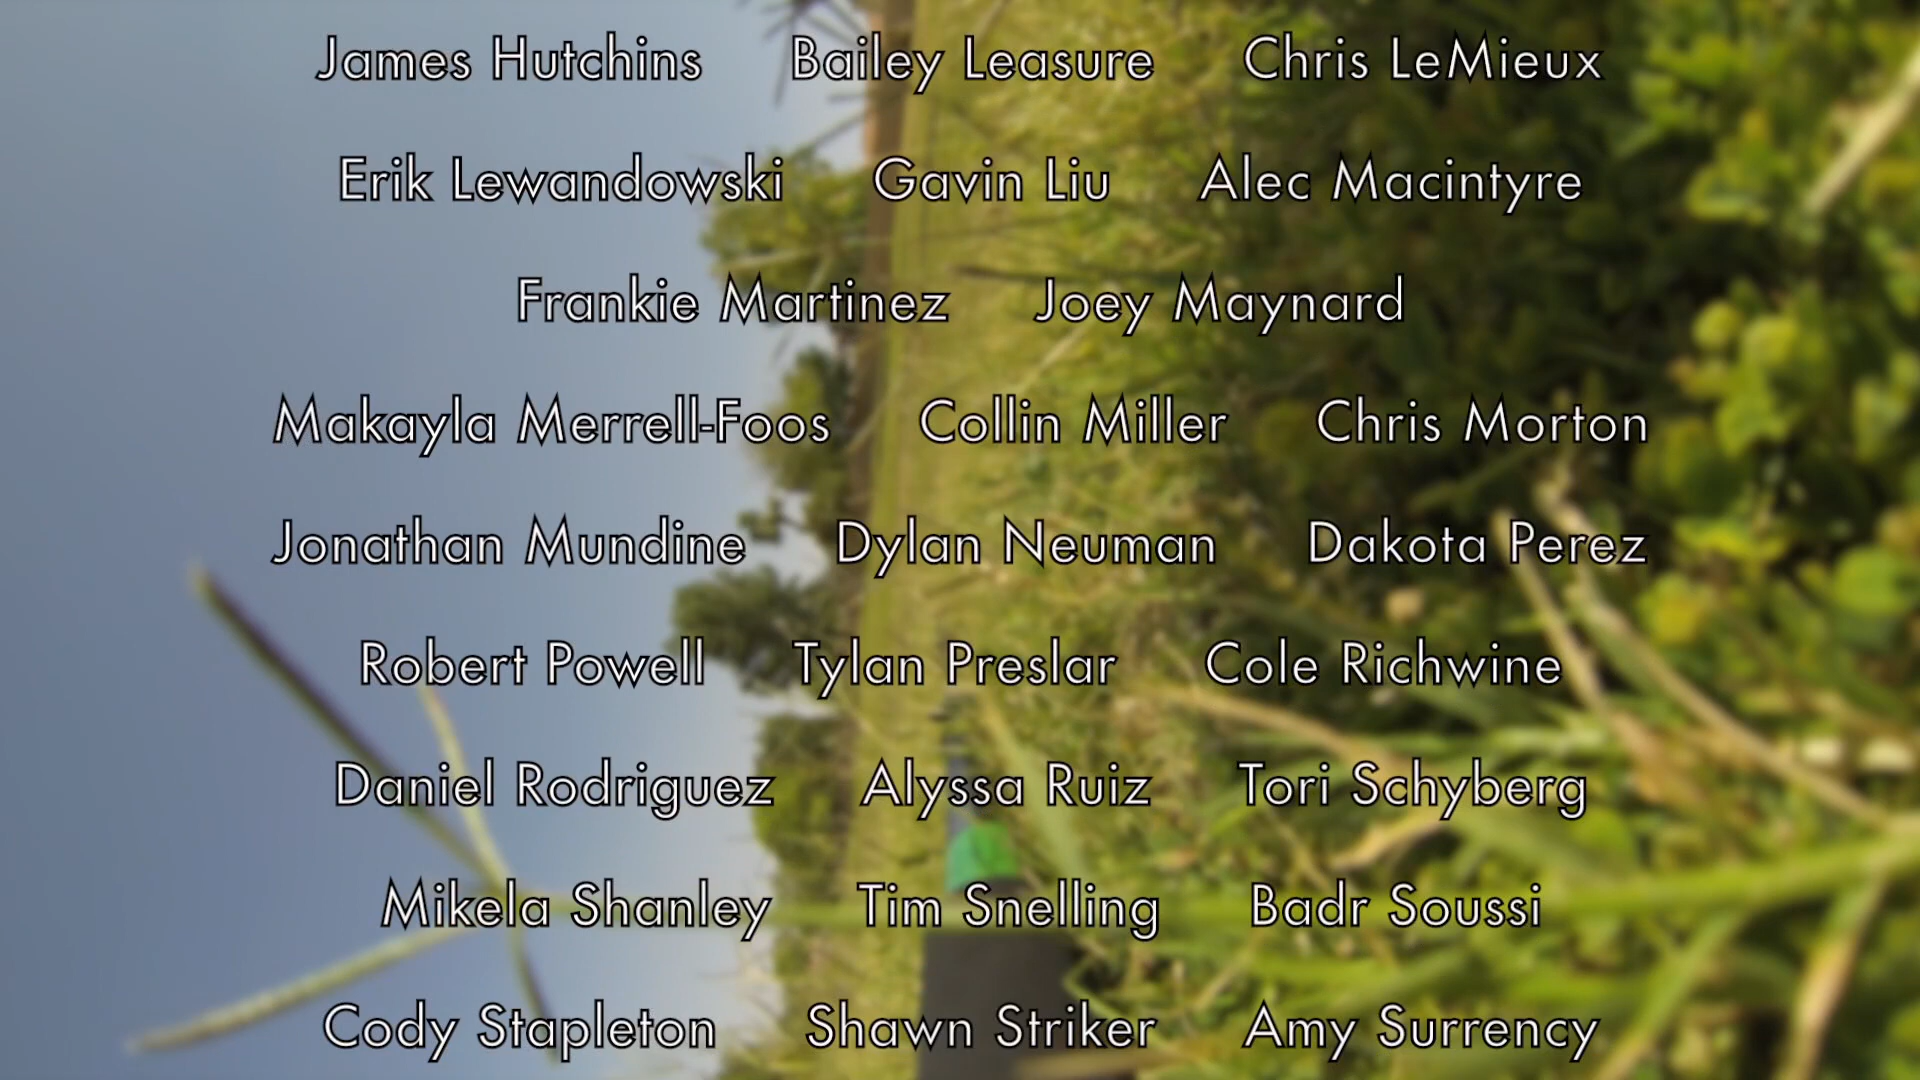 James Hutchins Bailey Leasure Chris LeMieux
Erik Lewandowski Gavin Liu Alec Macintyre
Frankie Martinez Joey Maynard
Makayla Merrell-Foos Collin Miller Chris Morton
Jonathan Mundine Dylan Neuman Dakota Perez
Robert Powell Tylan Preslar Cole Richwine
Daniel Rodriguez Alyssa Ruiz Tori Schyberg
Mikela Shanley Tim Snelling Badr Soussi
Cody Stapleton Shawn Striker Amy Surrency